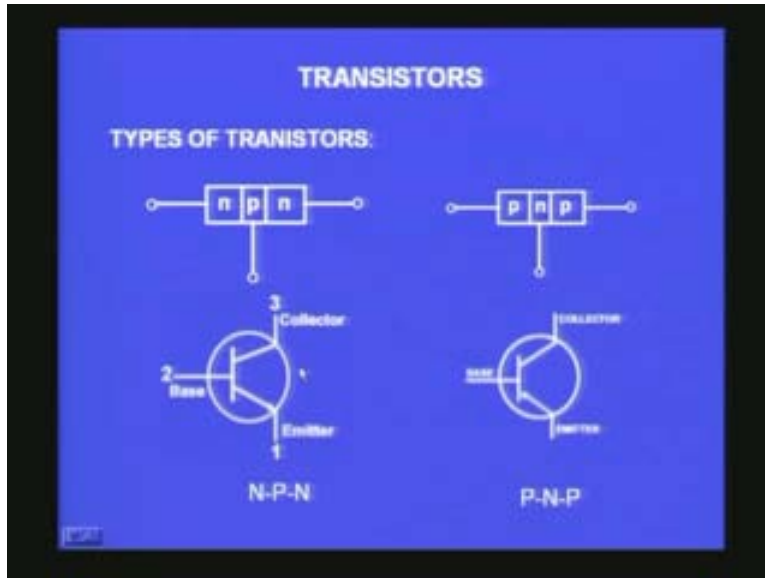 TRANSISTORS
TYPES OF TRANISTORS:
n p n
p n p
3
Collector
2
Base
Emitter
1
N-P-N
COLLECTOR
BASE
EMITTER
P-N-P